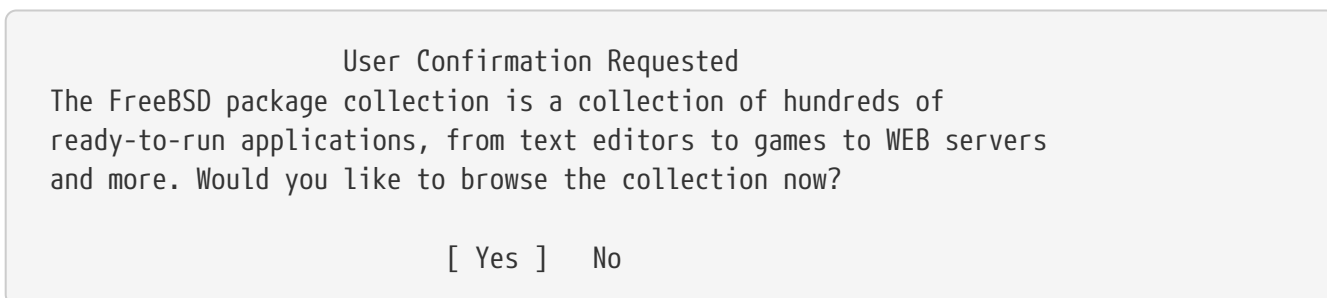 User Confirmation Requested
The FreeBSD package collection is a collection of hundreds of
ready-to-run applications, from text editors to games to WEB servers
and more. Would you like to browse the collection now?
[ Yes ] No